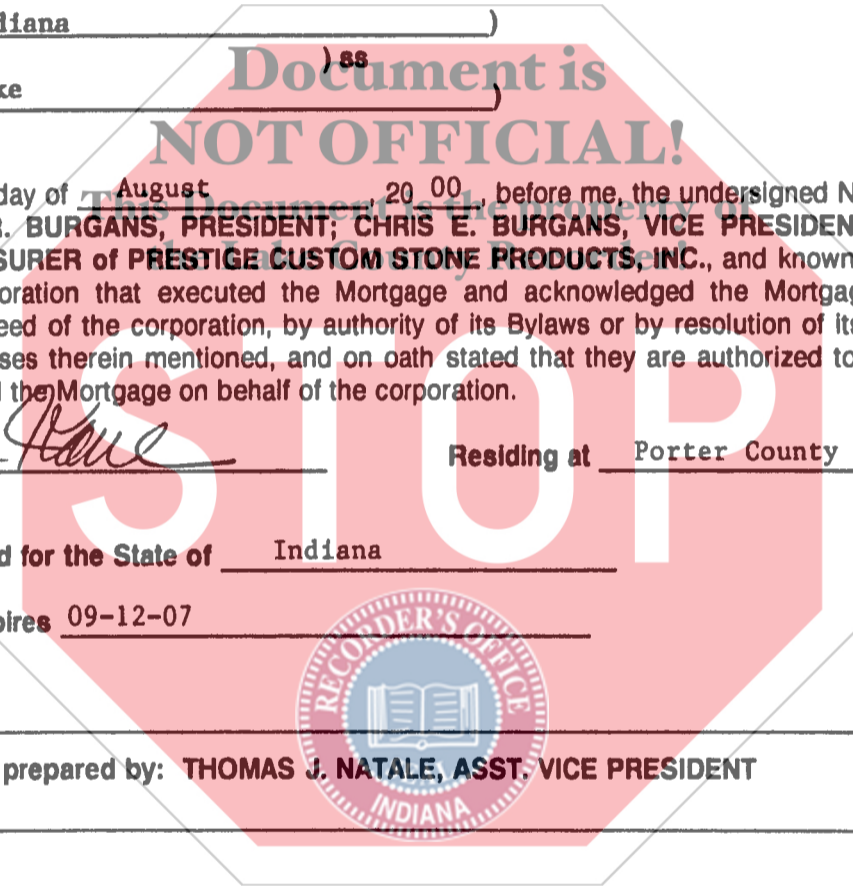 diana )
Document is
) ss
ke )
NOT OFFICIAL!
day of August , 20 00 , before me, the undersigned N
This Document is the property of
B. BURGANS, PRESIDENT; CHRIS E. BURGANS, VICE PRESIDEN
SURER of PRESTIGE CUSTOM STONE PRODUCTS, INC., and known
the Lake County Recorder!
oration that executed the Mortgage and acknowledged the Mortgag
eed of the corporation, by authority of its Bylaws or by resolution of its
ses therein mentioned, and on oath stated that they are authorized to
the Mortgage on behalf of the corporation.
STOP
Residing at Porter County
d for the State of Indiana
pires 09-12-07
RECORDER'S OFFICE
prepared by: THOMAS J. NATALE, ASST. VICE PRESIDENT
INDIANA